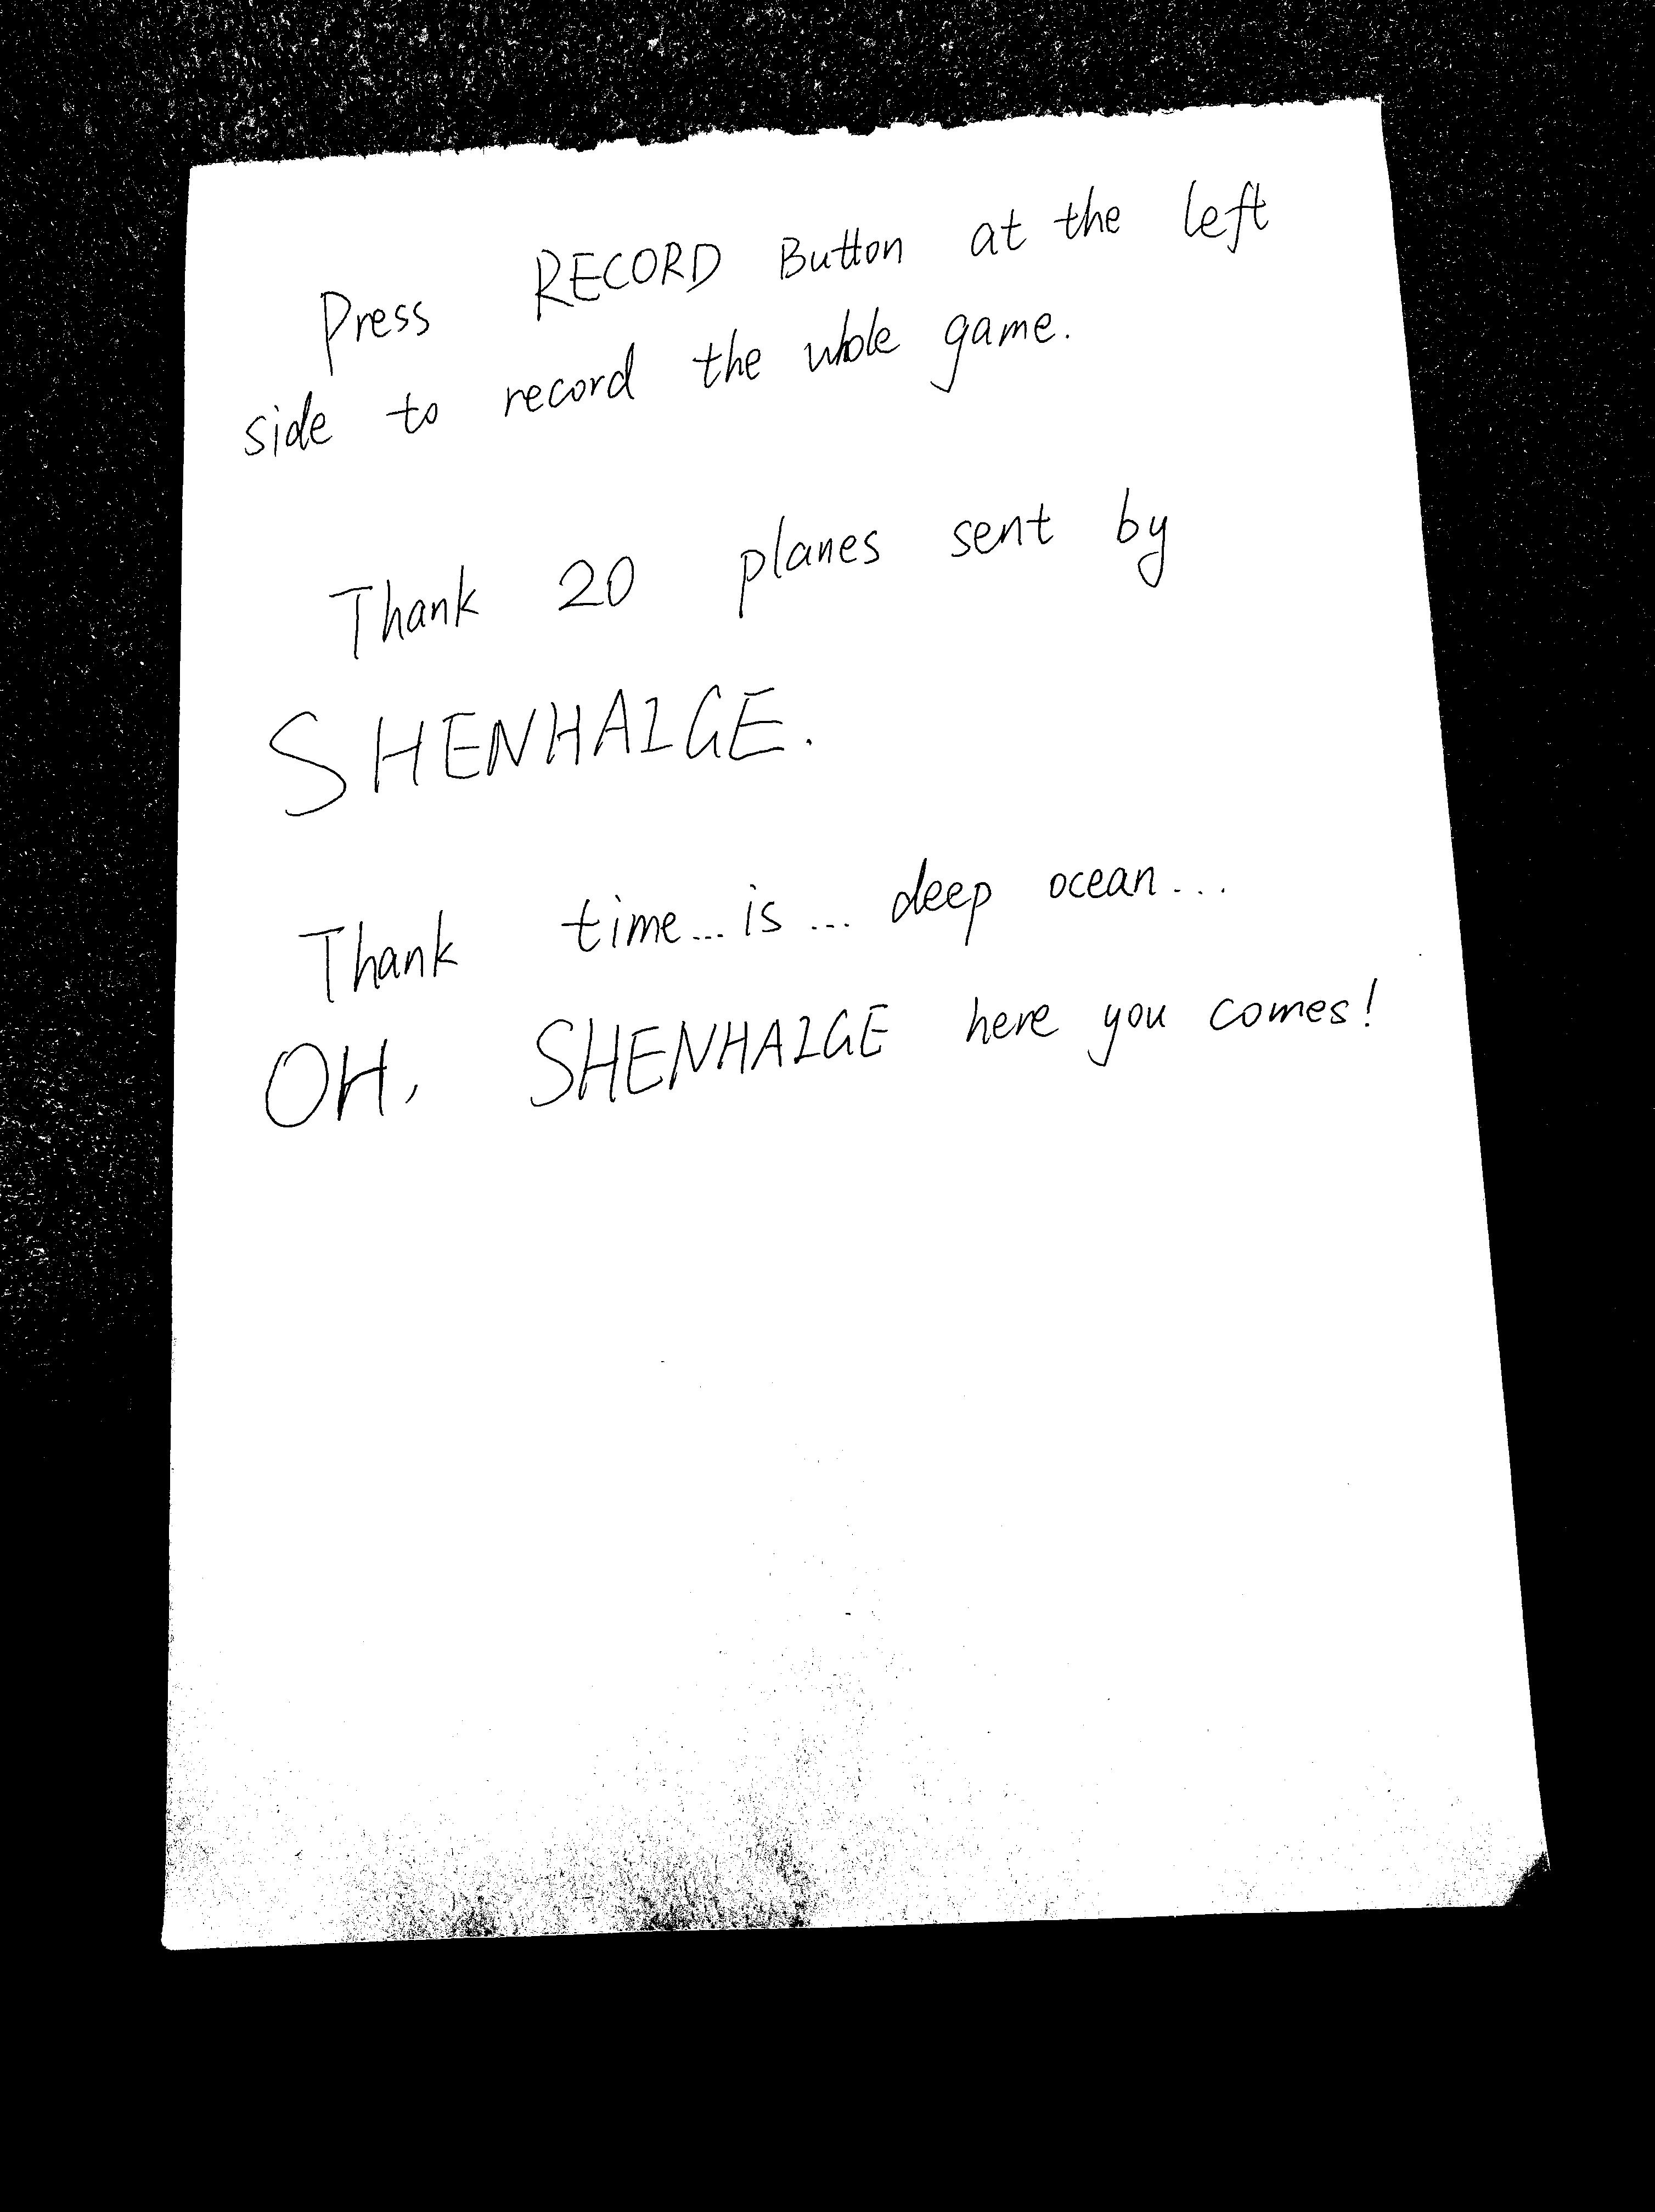 Press RECORD Button at the left
side to record the whole game.
Thank 20 planes sent by
SHENHAIGE.
Thank time... is ... deep ocean...
OH, SHENHAIGE here you comes!